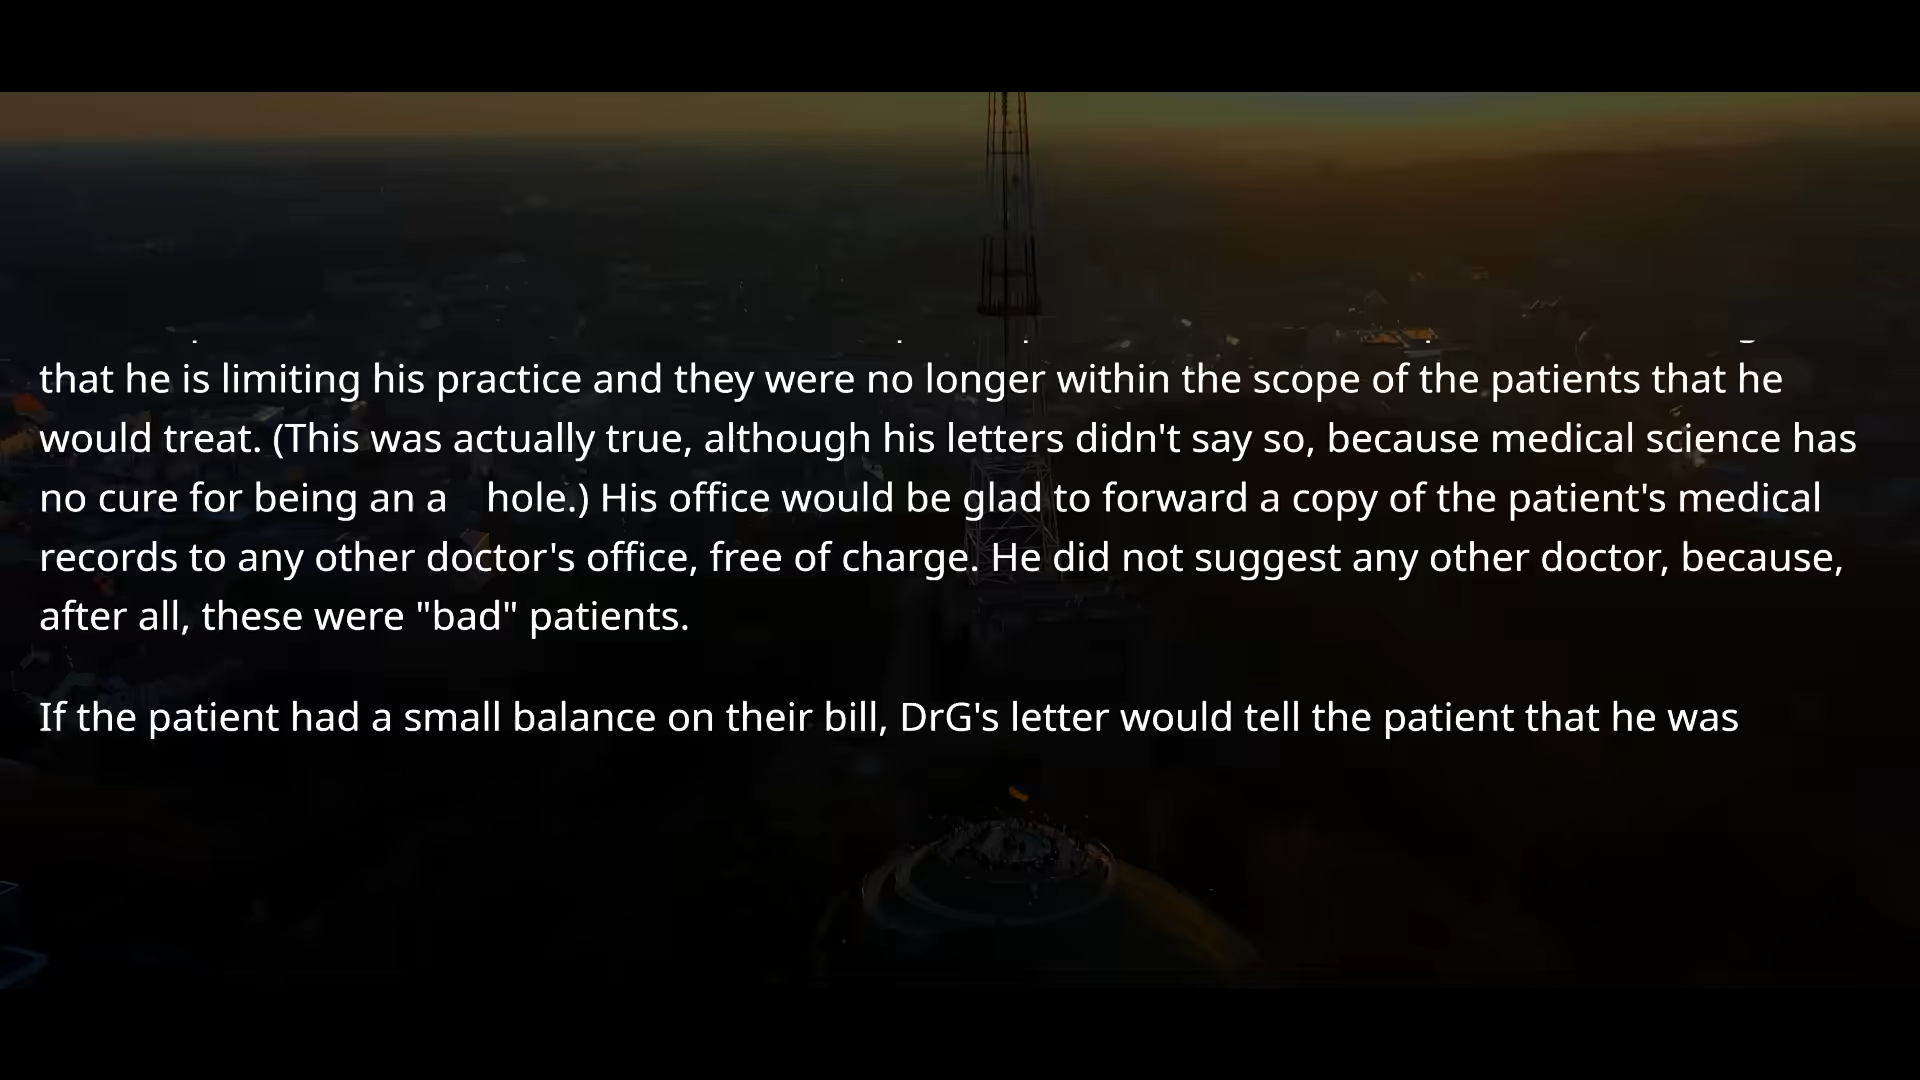 that he is limiting his practice and they were no longer within the scope of the patients that he
would treat. (This was actually true, although his letters didn't say so, because medical science has
no cure for being an a    hole.) His office would be glad to forward a copy of the patient's medical
records to any other doctor's office, free of charge. He did not suggest any other doctor, because,
after all, these were "bad" patients.
If the patient had a small balance on their bill, DrG's letter would tell the patient that he was